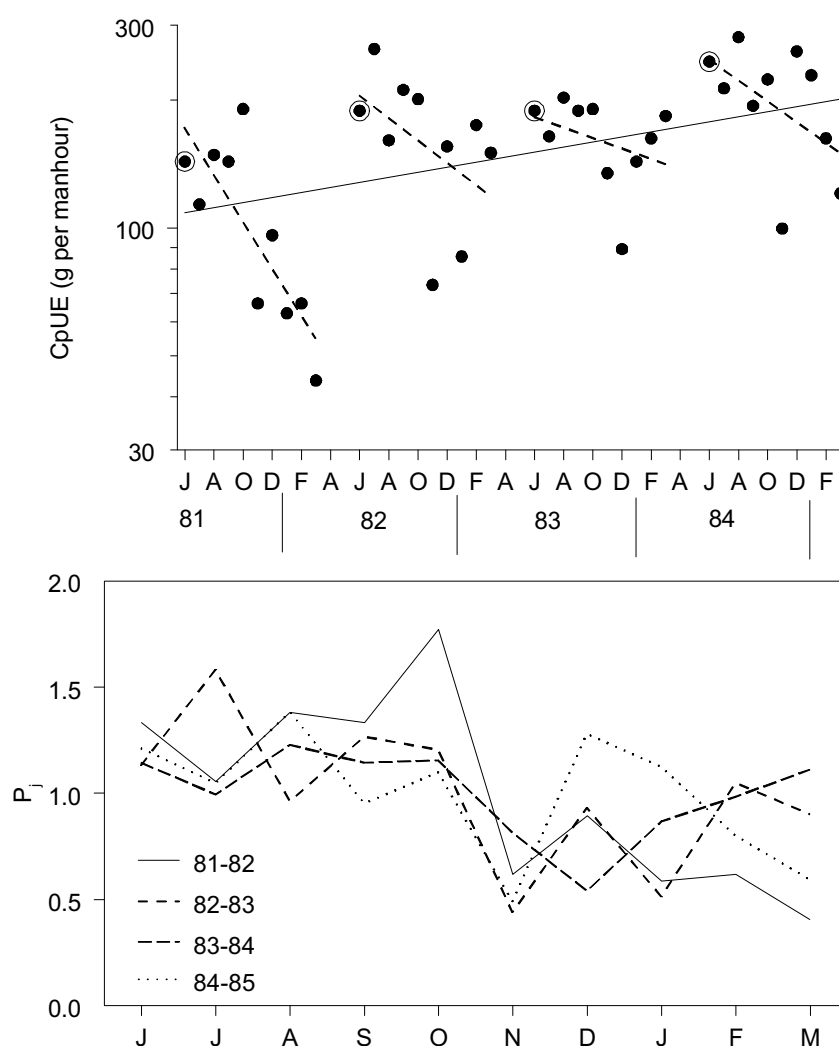 300
100
30
CpUE (g per manhour)
J A O D F A J A O D F A J A O D F A J A O D F
81 82 83 84
2.0
1.5
1.0
0.5
0.0
Pj
81-82
82-83
83-84
84-85
J J A S O N D J F M